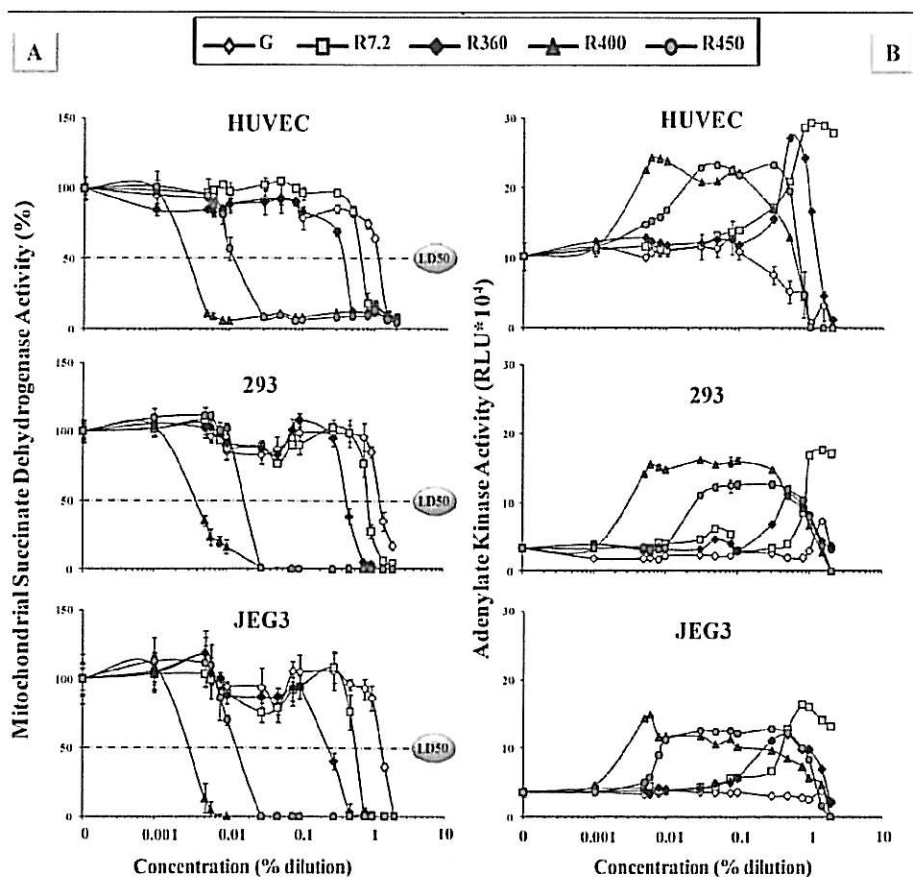 A
G R7.2 R360 R400 R450
B
Mitochondrial Succinate Dehydrogenase Activity (%)
HUVEC
150
100
50
0
LD50
293
150
100
50
0
LD50
JEG3
150
100
50
0
LD50
0 0.001 0.01 0.1 1 10
Concentration (% dilution)
Adenylate Kinase Activity (RLU*10⁴)
HUVEC
30
20
10
0
293
30
20
10
0
JEG3
30
20
10
0
0 0.001 0.01 0.1 1 10
Concentration (% dilution)